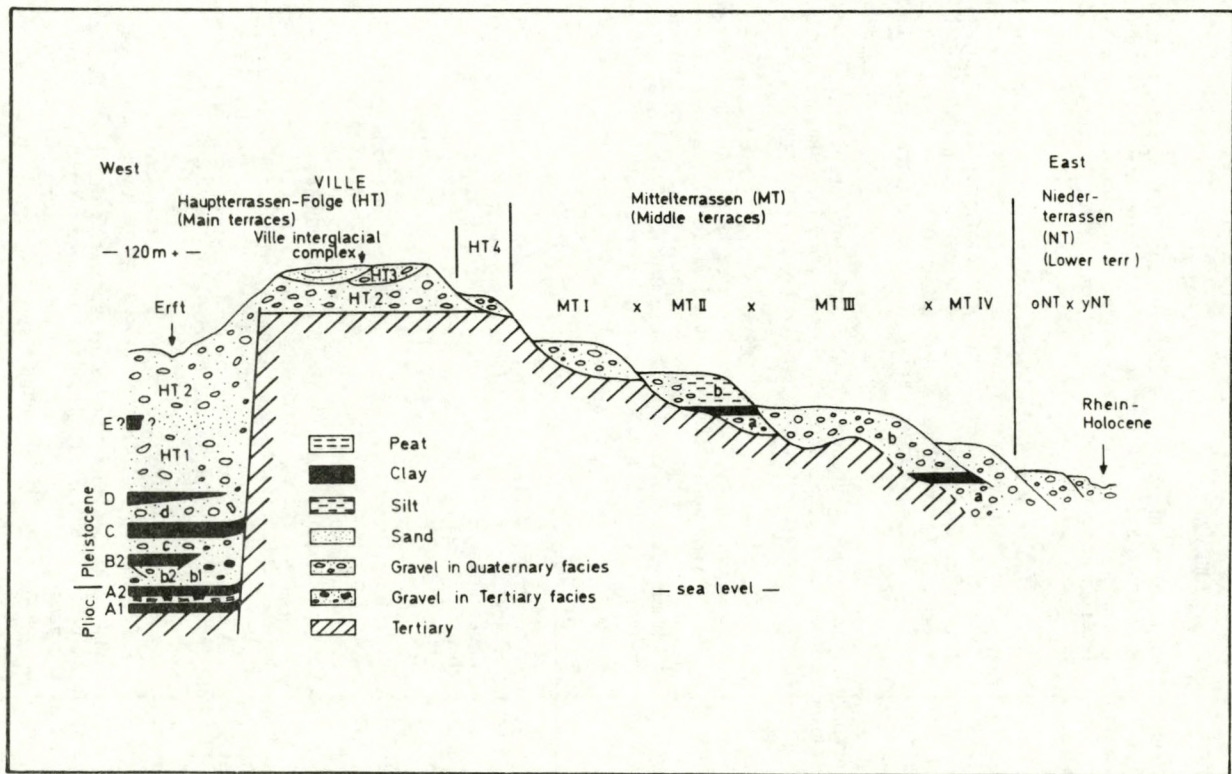 West
VILLE
Hauptterrassen-Folge (HT)
(Main terraces)
Ville interglacial
complex
— 120 m + —
HT 4
Mittelterrassen (MT)
(Middle terraces)
East
Nieder-
terrassen
(NT)
(Lower terr)
HT3
HT 2
Erft
MT I x MT II x MT III x MT IV
oNT x yNT
HT 2
E? ?
HT1
D
d
C
c
B2
b2 b1
A2
A1
Pleistocene
Plioc.
b
a
b
a
Rhein-
Holocene
Peat
Clay
Silt
Sand
Gravel in Quaternary facies
Gravel in Tertiary facies
Tertiary
— sea level —